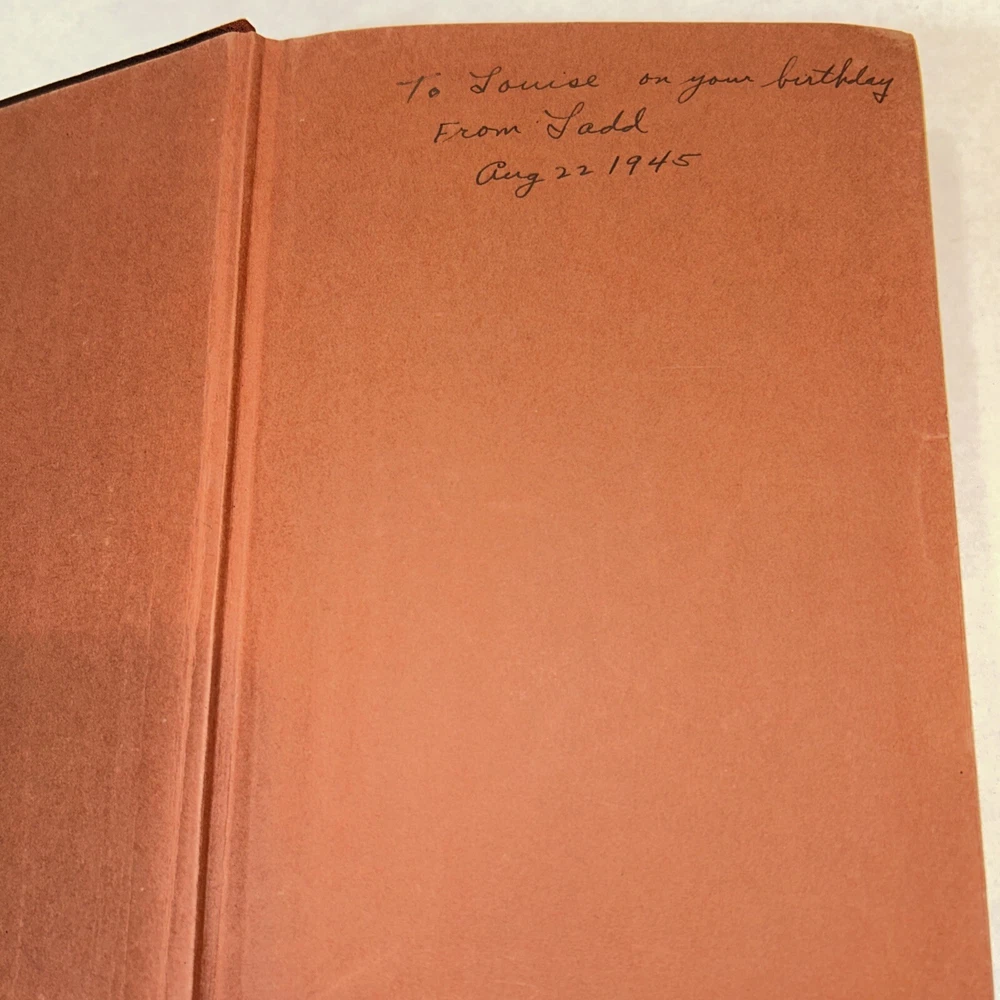 To Louise on your birthday
From Ladd
Aug 22 1945